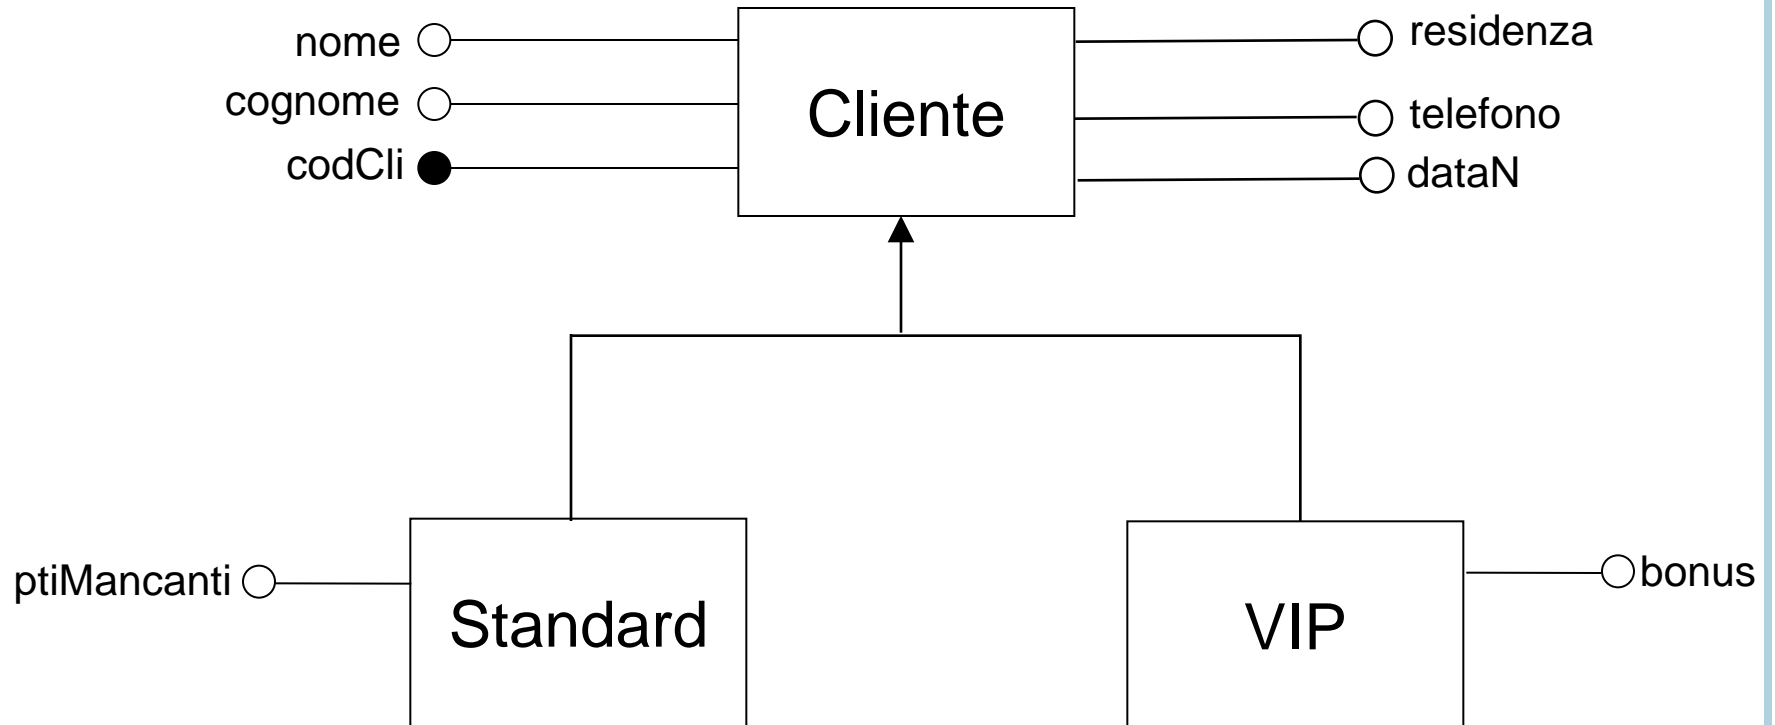 nome
residenza
cognome
Cliente
telefono
codCli
dataN
ptiMancanti
bonus
Standard
VIP